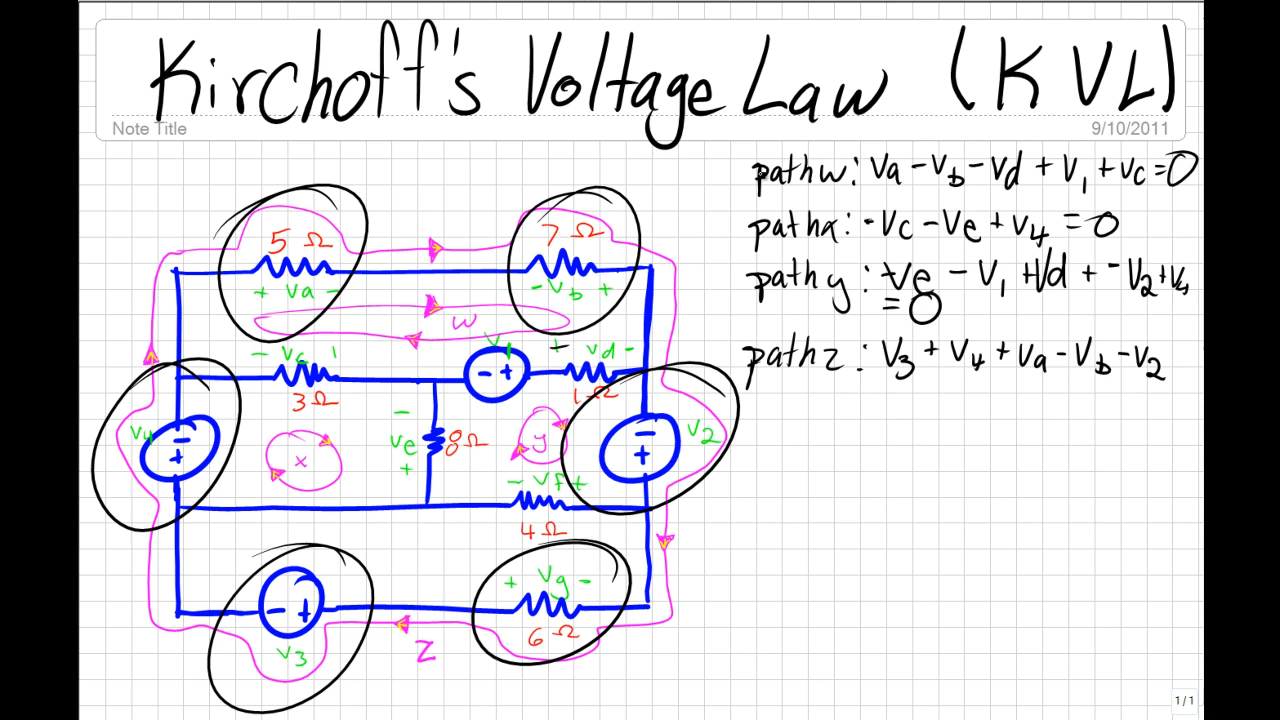 Kirchoff's Voltage Law (KVL)
Note Title
9/10/2011
path w: Va - Vb - Vd + V1 + Vc = 0
path x: -Vc - Ve + V4 = 0
path y: +Ve - V1 + Vd + - V2 + Vf
= 0
path z: V3 + V4 + Va - Vb - V2
5 Ω
7 Ω
+ Va -
- Vb +
w
- Vc +
V1
+ Vd -
- +
3 Ω
1 Ω
V4
- +
x
- Ve +
8 Ω
y
- +
V2
- Vf +
4 Ω
+ Vg -
- +
6 Ω
V3
z
1/1